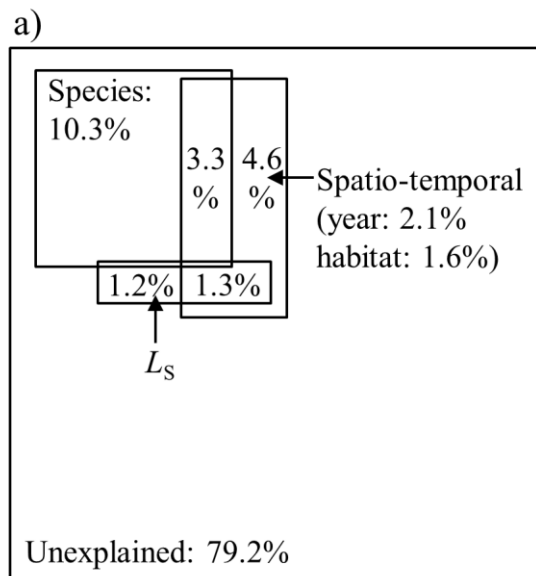 a)
Species:
10.3%
3.3
%
4.6
%
Spatio-temporal
(year: 2.1%
habitat: 1.6%)
1.2%
1.3%
LS
Unexplained: 79.2%